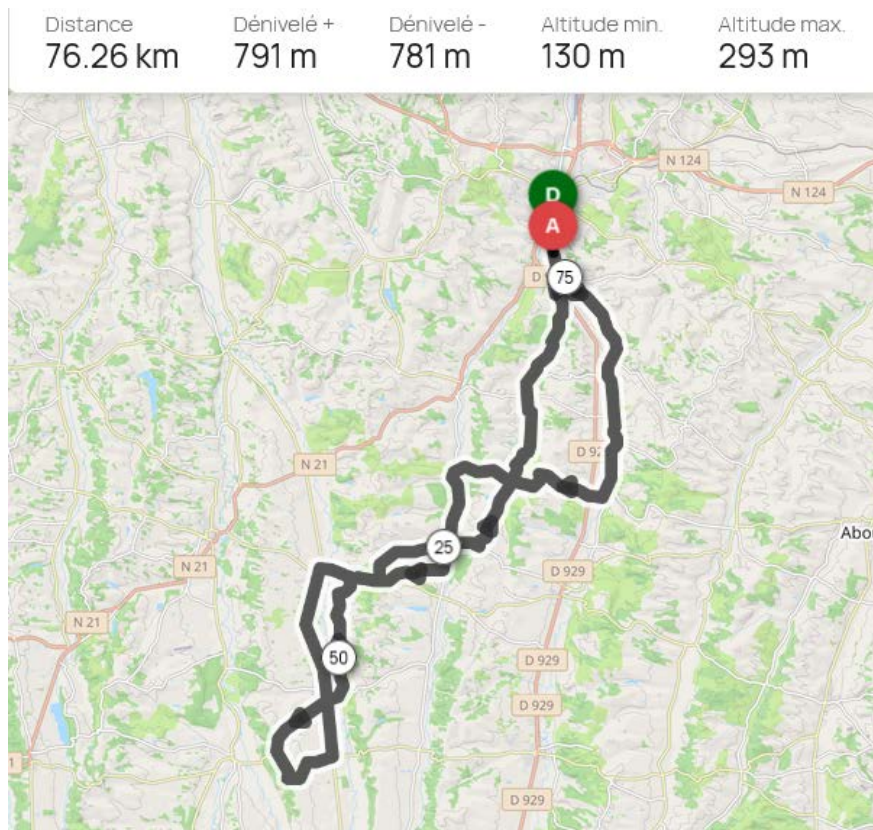 Distance
76.26 km
Dénivelé +
791 m
Dénivelé -
781 m
Altitude min.
130 m
Altitude max.
293 m
N 124
N 124
D
A
75
N 21
25
N 21
D 929
N 21
50
D 929
D 929
D 929